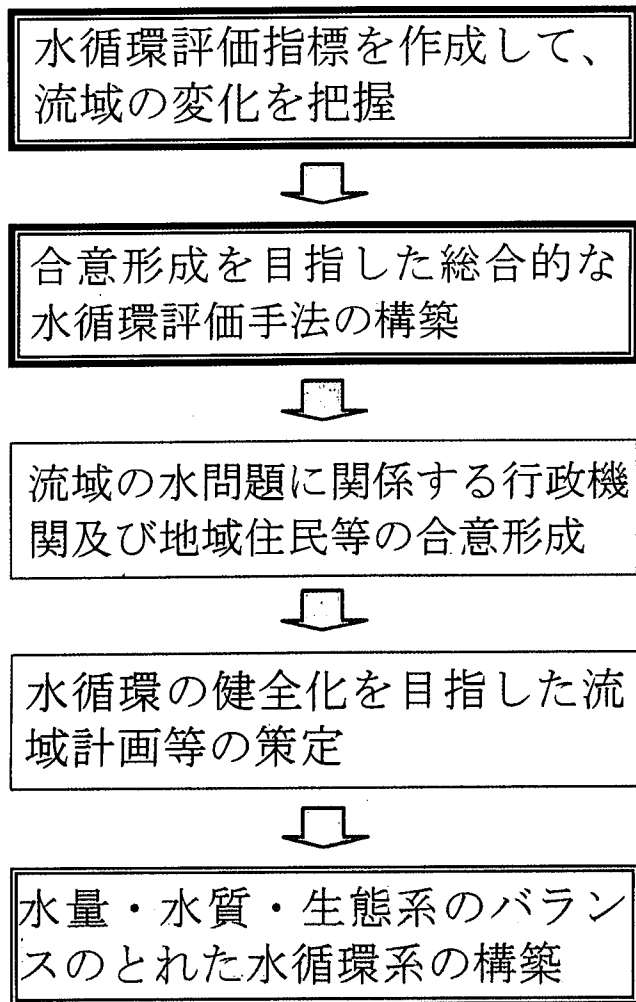 水循環評価指標を作成して、
流域の変化を把握
合意形成を目指した総合的な
水循環評価手法の構築
流域の水問題に関係する行政機
関及び地域住民等の合意形成
水循環の健全化を目指した流
域計画等の策定
水量・水質・生態系のバラン
スのとれた水循環系の構築